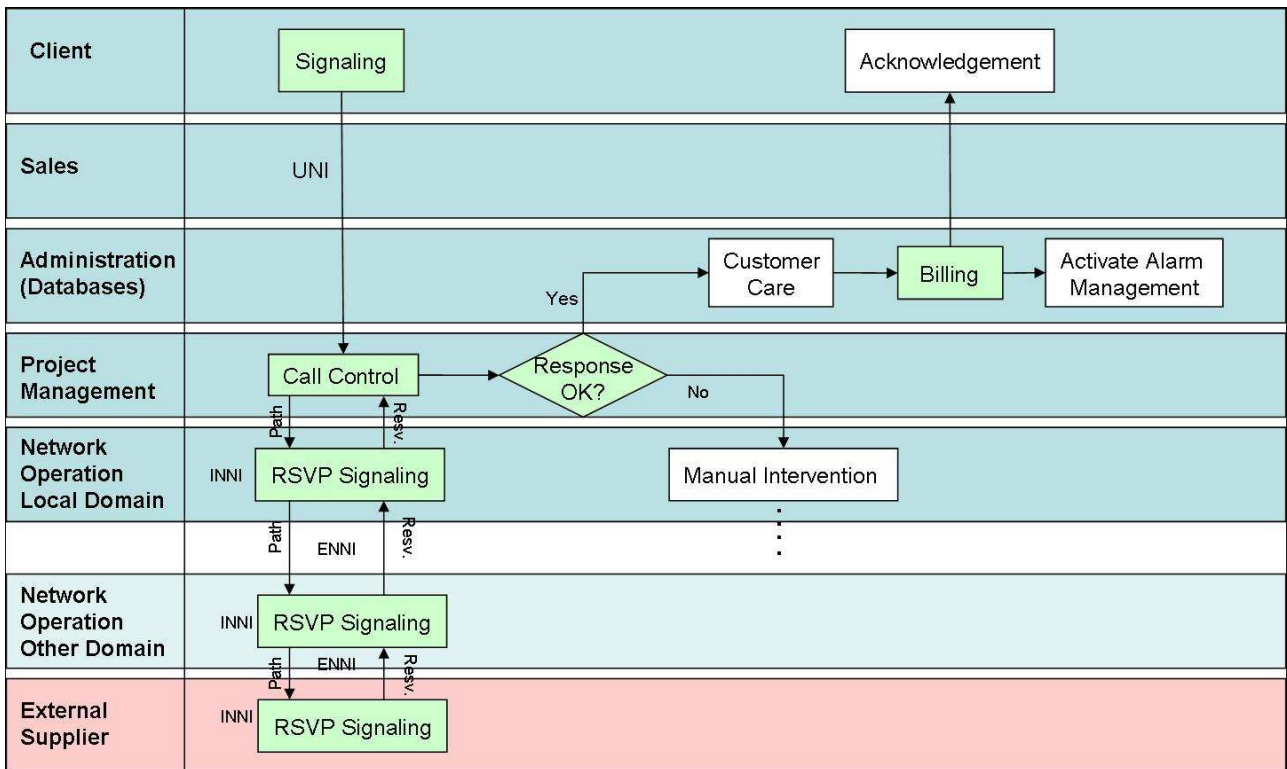 Client
Signaling
Acknowledgement
Sales
UNI
Administration
(Databases)
Customer
Care
Billing
Activate Alarm
Management
Yes
Project
Management
Call Control
Response
OK?
No
Path
Resv.
Network
Operation
Local Domain
INNI
RSVP Signaling
Manual Intervention
Path
ENNI
Resv.
Network
Operation
Other Domain
INNI
RSVP Signaling
Path
ENNI
Resv.
External
Supplier
INNI
RSVP Signaling